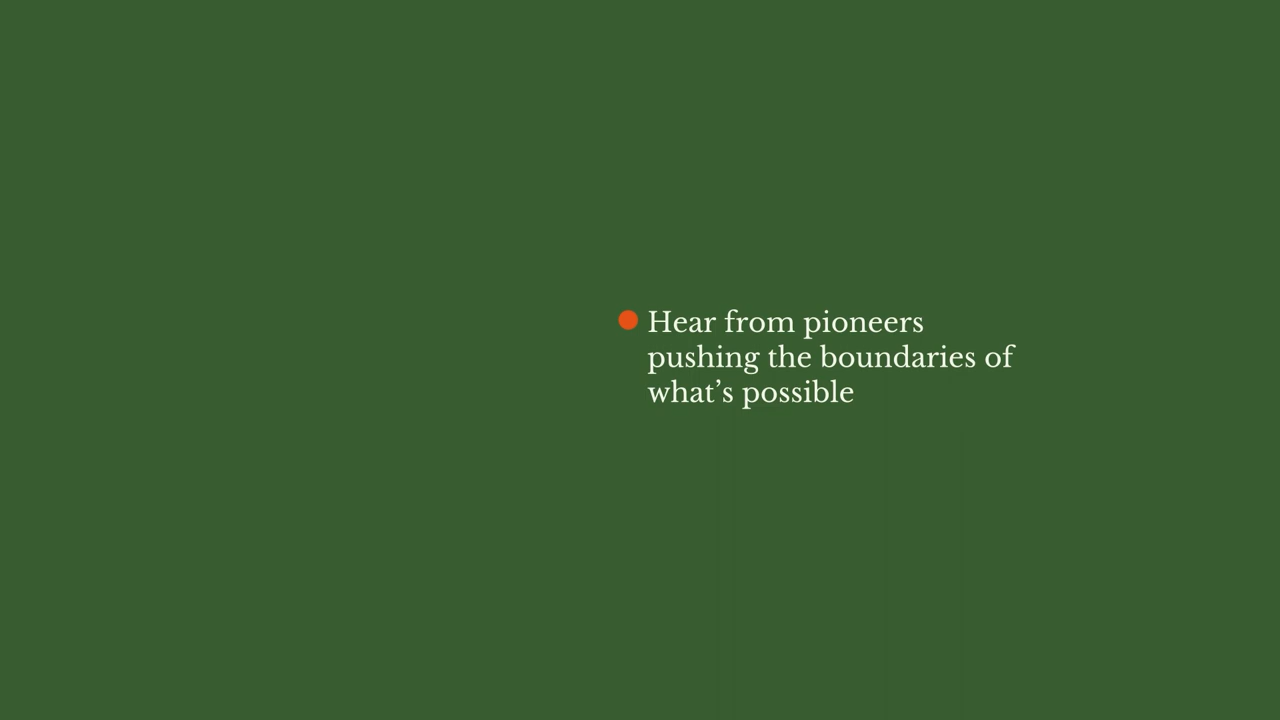 Hear from pioneers
pushing the boundaries of
what’s possible